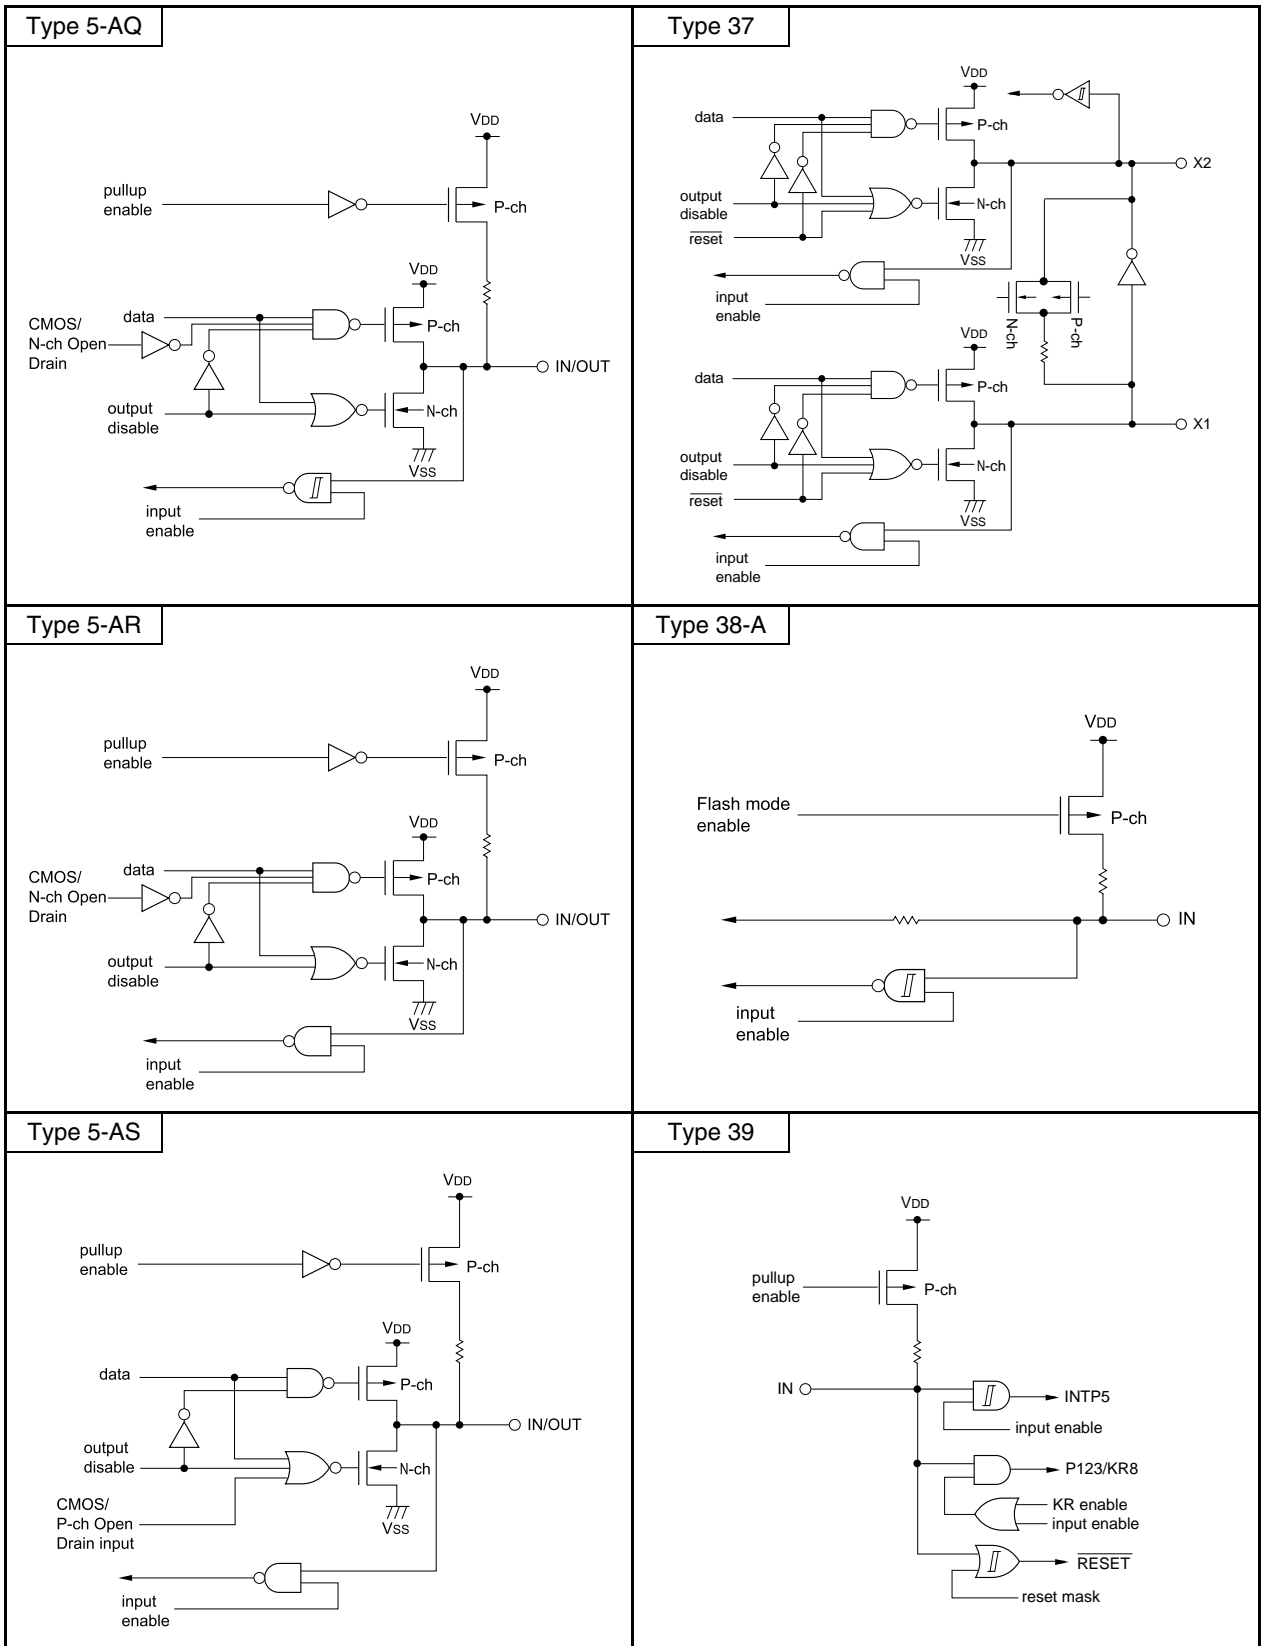 Type 5-AQ
VDD
pullup
enable
P-ch
VDD
data
CMOS/
N-ch Open
Drain
P-ch
IN/OUT
output
disable
N-ch
VSS
input
enable
Type 37
VDD
data
P-ch
X2
output
disable
N-ch
reset
VSS
input
enable
N-ch
P-ch
VDD
data
P-ch
X1
output
disable
N-ch
reset
VSS
input
enable
Type 5-AR
VDD
pullup
enable
P-ch
VDD
data
CMOS/
N-ch Open
Drain
P-ch
IN/OUT
output
disable
N-ch
VSS
input
enable
Type 38-A
VDD
Flash mode
enable
P-ch
IN
input
enable
Type 5-AS
VDD
pullup
enable
P-ch
VDD
data
P-ch
IN/OUT
output
disable
N-ch
CMOS/
P-ch Open
Drain input
VSS
input
enable
Type 39
VDD
pullup
enable
P-ch
IN
INTP5
input enable
P123/KR8
KR enable
input enable
RESET
reset mask